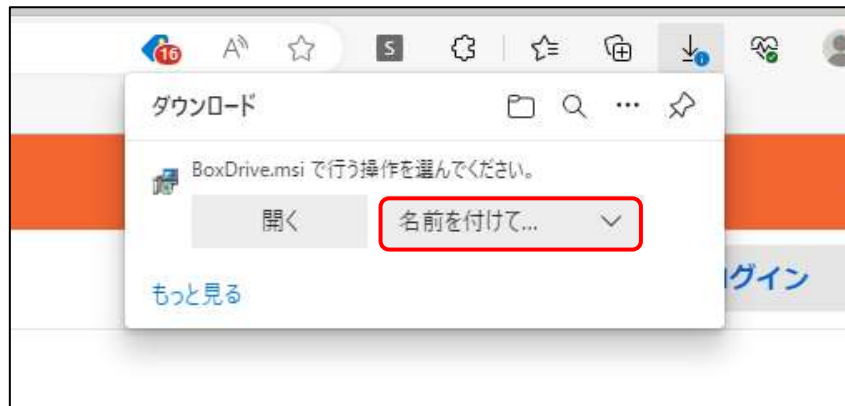 16
A
S
ダウンロード
BoxDrive.msi で行う操作を選んでください。
開く
名前を付けて...
もっと見る
グイン